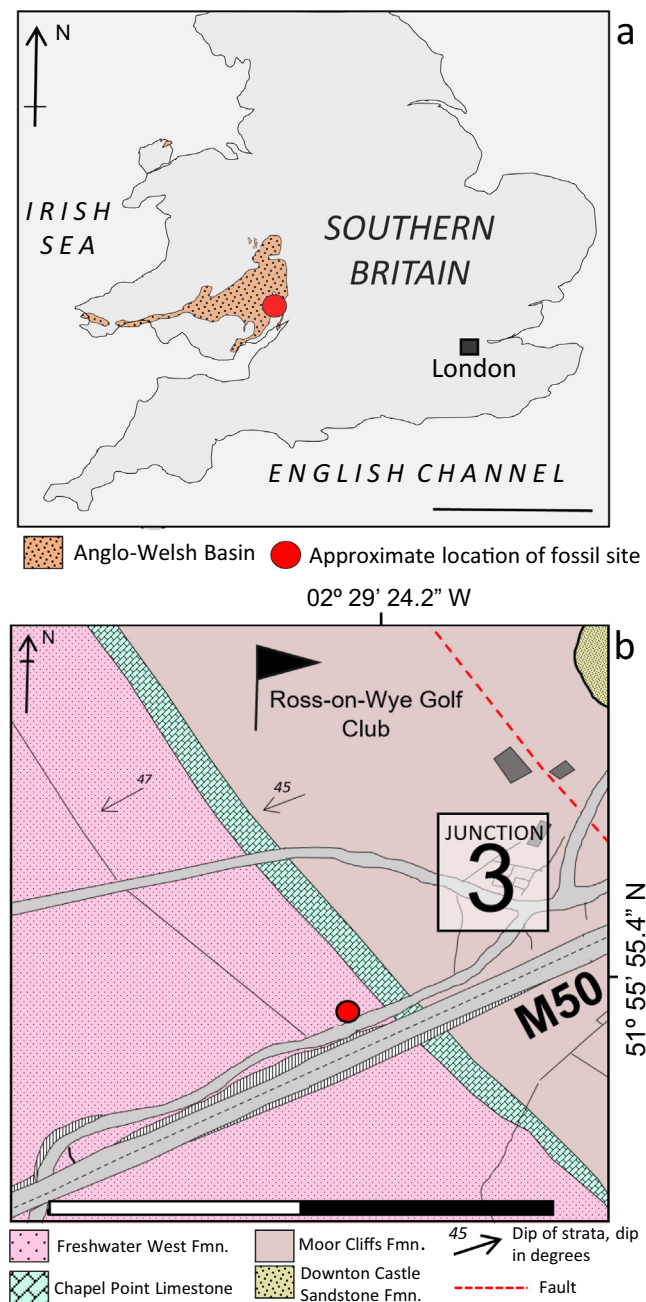 N
a
IRISH
SEA
SOUTHERN
BRITAIN
London
ENGLISH CHANNEL
Anglo-Welsh Basin
Approximate location of fossil site
02º 29’ 24.2” W
N
b
Ross-on-Wye Golf
Club
47
45
JUNCTION
3
M50
51º 55’ 55.4” N
Freshwater West Fmn.
Moor Cliffs Fmn.
45
Dip of strata, dip
in degrees
Chapel Point Limestone
Downton Castle
Sandstone Fmn.
Fault